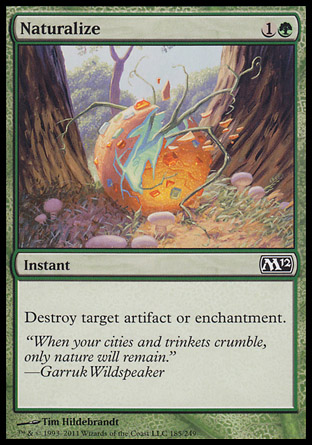 Naturalize 1
Instant M12
Destroy target artifact or enchantment.
"When your cities and trinkets crumble,
only nature will remain."
—Garruk Wildspeaker
Tim Hildebrandt
™ & © 1993–2011 Wizards of the Coast LLC 185/249